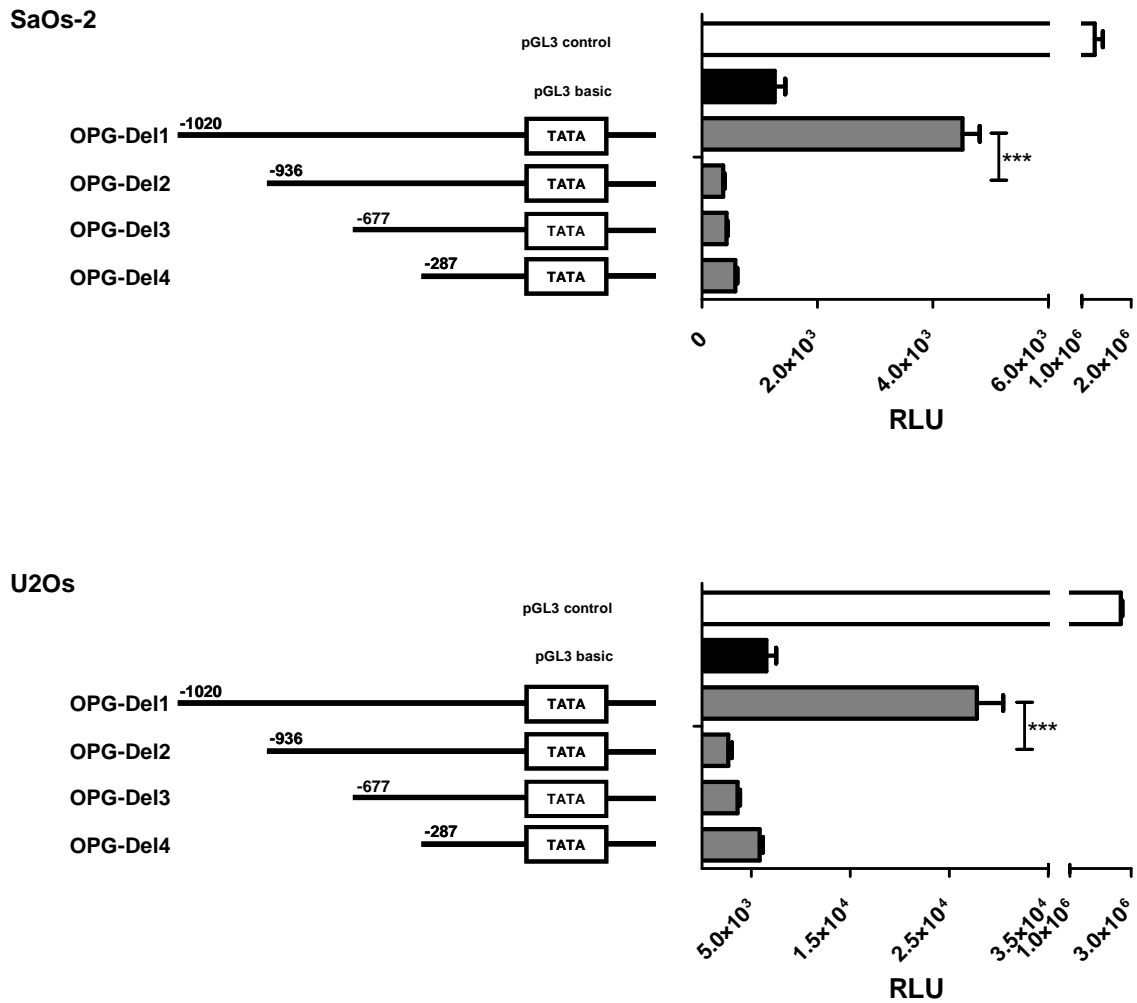 SaOs-2
pGL3 control
pGL3 basic
OPG-Del1 -1020 TATA
***
OPG-Del2 -936 TATA
OPG-Del3 -677 TATA
OPG-Del4 -287 TATA
0 2.0×10³ 4.0×10³ 6.0×10³ 1.0×10⁶ 2.0×10⁶
RLU
U2Os
pGL3 control
pGL3 basic
OPG-Del1 -1020 TATA
***
OPG-Del2 -936 TATA
OPG-Del3 -677 TATA
OPG-Del4 -287 TATA
5.0×10³ 1.5×10⁴ 2.5×10⁴ 3.5×10⁴ 1.0×10⁶ 3.0×10⁶
RLU